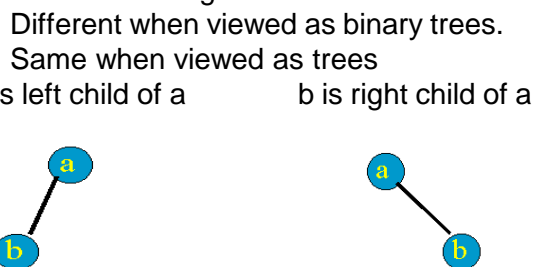 Different when viewed as binary trees.
Same when viewed as trees
s left child of a b is right child of a
a a
b b